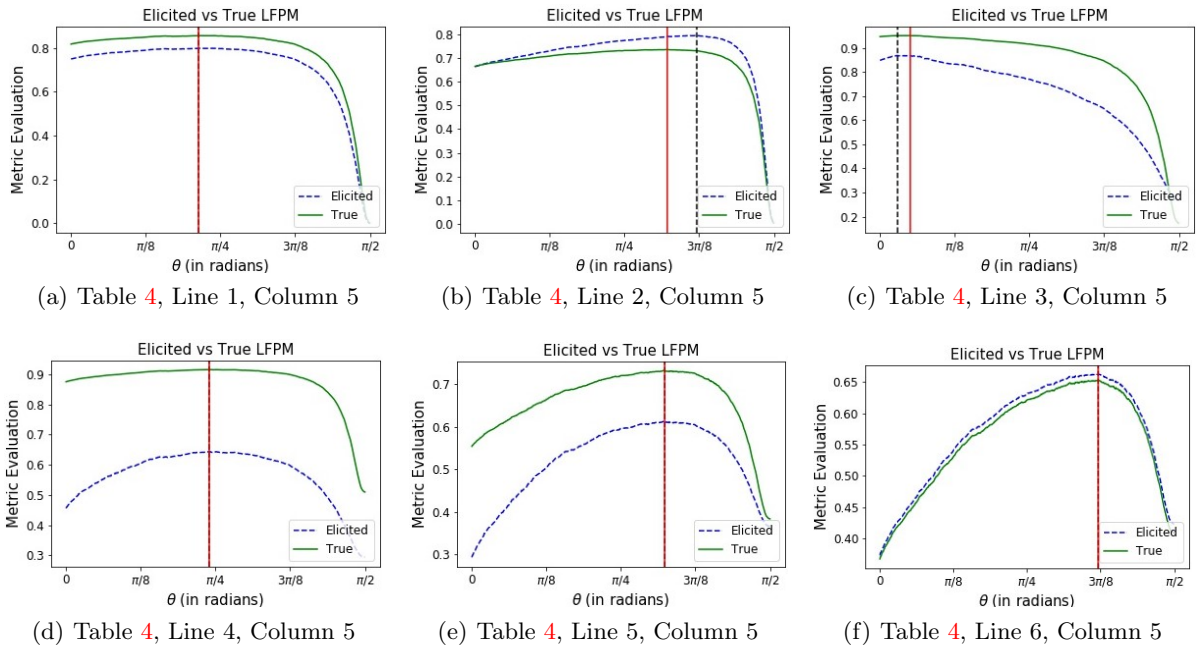 Elicited vs True LFPM
Metric Evaluation
0.8
0.6
0.4
0.2
0.0
0
π/8
π/4
3π/8
π/2
Elicited
True
θ (in radians)
(a) Table 4, Line 1, Column 5
Elicited vs True LFPM
Metric Evaluation
0.8
0.7
0.6
0.5
0.4
0.3
0.2
0.1
0.0
0
π/8
π/4
3π/8
π/2
Elicited
True
θ (in radians)
(b) Table 4, Line 2, Column 5
Elicited vs True LFPM
Metric Evaluation
0.9
0.8
0.7
0.6
0.5
0.4
0.3
0.2
0
π/8
π/4
3π/8
π/2
Elicited
True
θ (in radians)
(c) Table 4, Line 3, Column 5
Elicited vs True LFPM
Metric Evaluation
0.9
0.8
0.7
0.6
0.5
0.4
0.3
0
π/8
π/4
3π/8
π/2
Elicited
True
θ (in radians)
(d) Table 4, Line 4, Column 5
Elicited vs True LFPM
Metric Evaluation
0.7
0.6
0.5
0.4
0.3
0
π/8
π/4
3π/8
π/2
Elicited
True
θ (in radians)
(e) Table 4, Line 5, Column 5
Elicited vs True LFPM
Metric Evaluation
0.65
0.60
0.55
0.50
0.45
0.40
0
π/8
π/4
3π/8
π/2
Elicited
True
θ (in radians)
(f) Table 4, Line 6, Column 5